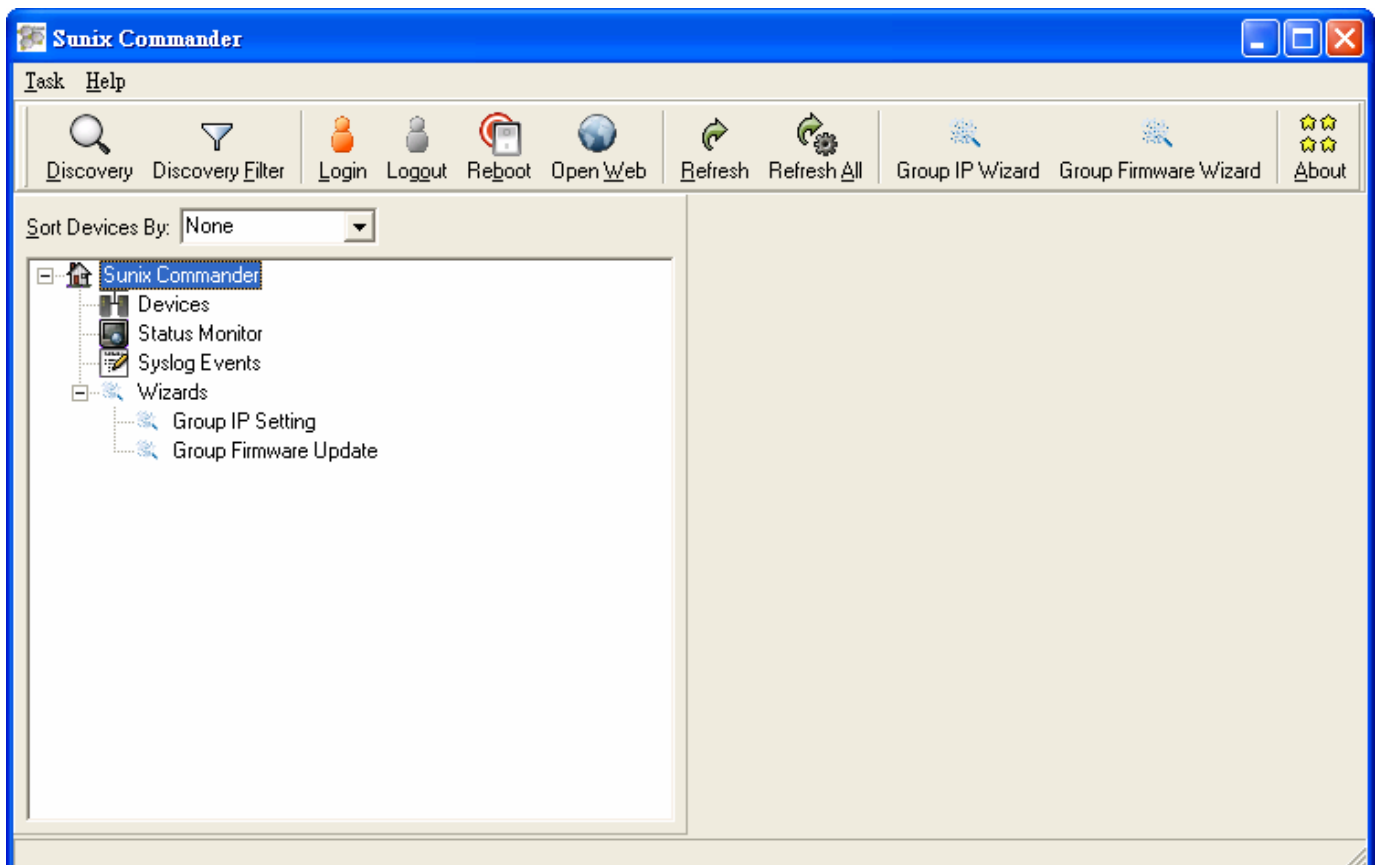 Sunix Commander
Task Help
Discovery Discovery Filter Login Logout Reboot Open Web Refresh Refresh All Group IP Wizard Group Firmware Wizard About
Sort Devices By: None
Sunix Commander
Devices
Status Monitor
Syslog Events
Wizards
Group IP Setting
Group Firmware Update